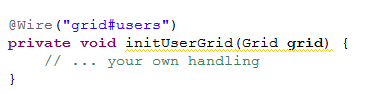 @Wire("grid#users")
private void initUserGrid(Grid grid) {
    // ... your own handling
}